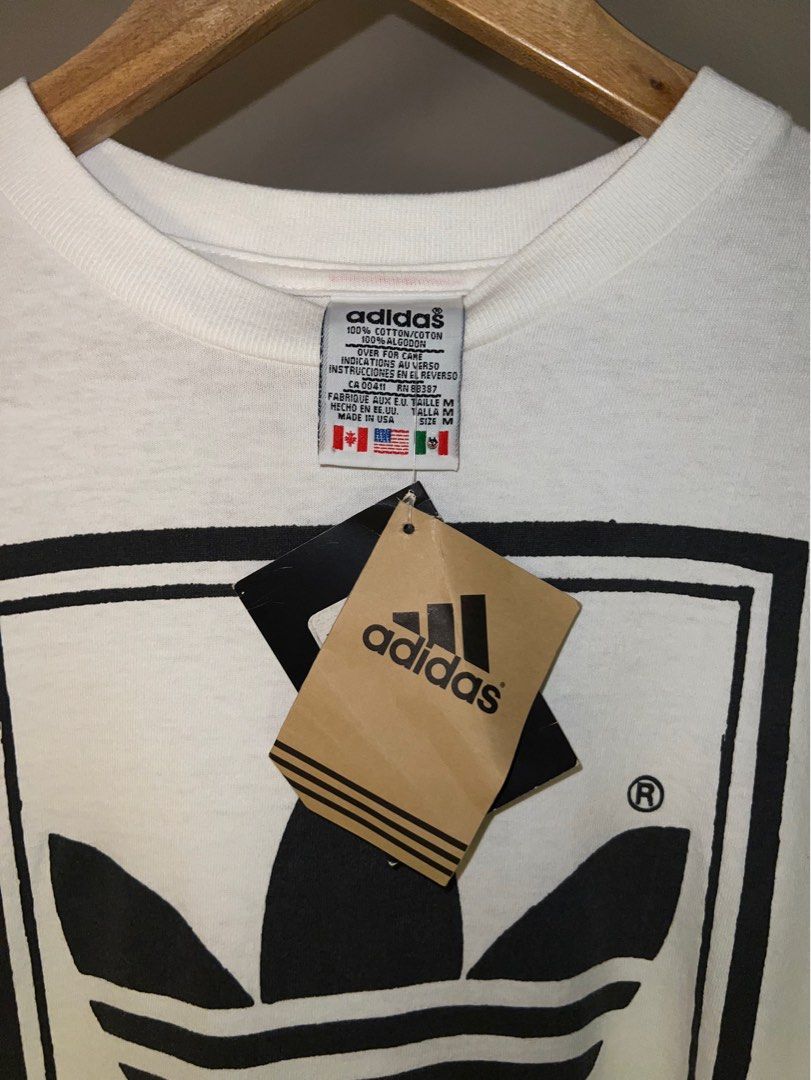 adidas®
100% COTTON/COTON
100% ALGODON
OVER FOR CAME
INDICATIONS AU VERSO
INSTRUCCIONES EN EL REVERSO
CA 00411 RN 88387
FABRIQUE AUX E.U. TAILLE M
HECHO EN EE.UU. TALLA M
MADE IN USA SIZE M
adidas®
®